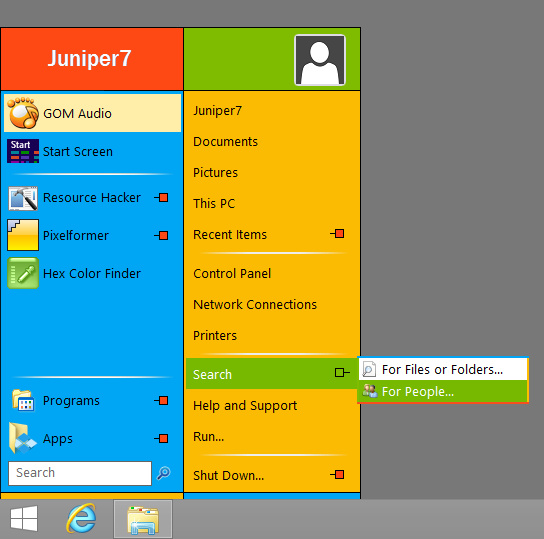 Juniper7
GOM Audio
Start
Start Screen
Resource Hacker
Pixelformer
Hex Color Finder
Programs
Apps
Search
Juniper7
Documents
Pictures
This PC
Recent Items
Control Panel
Network Connections
Printers
Search
Help and Support
Run...
Shut Down...
For Files or Folders...
For People...